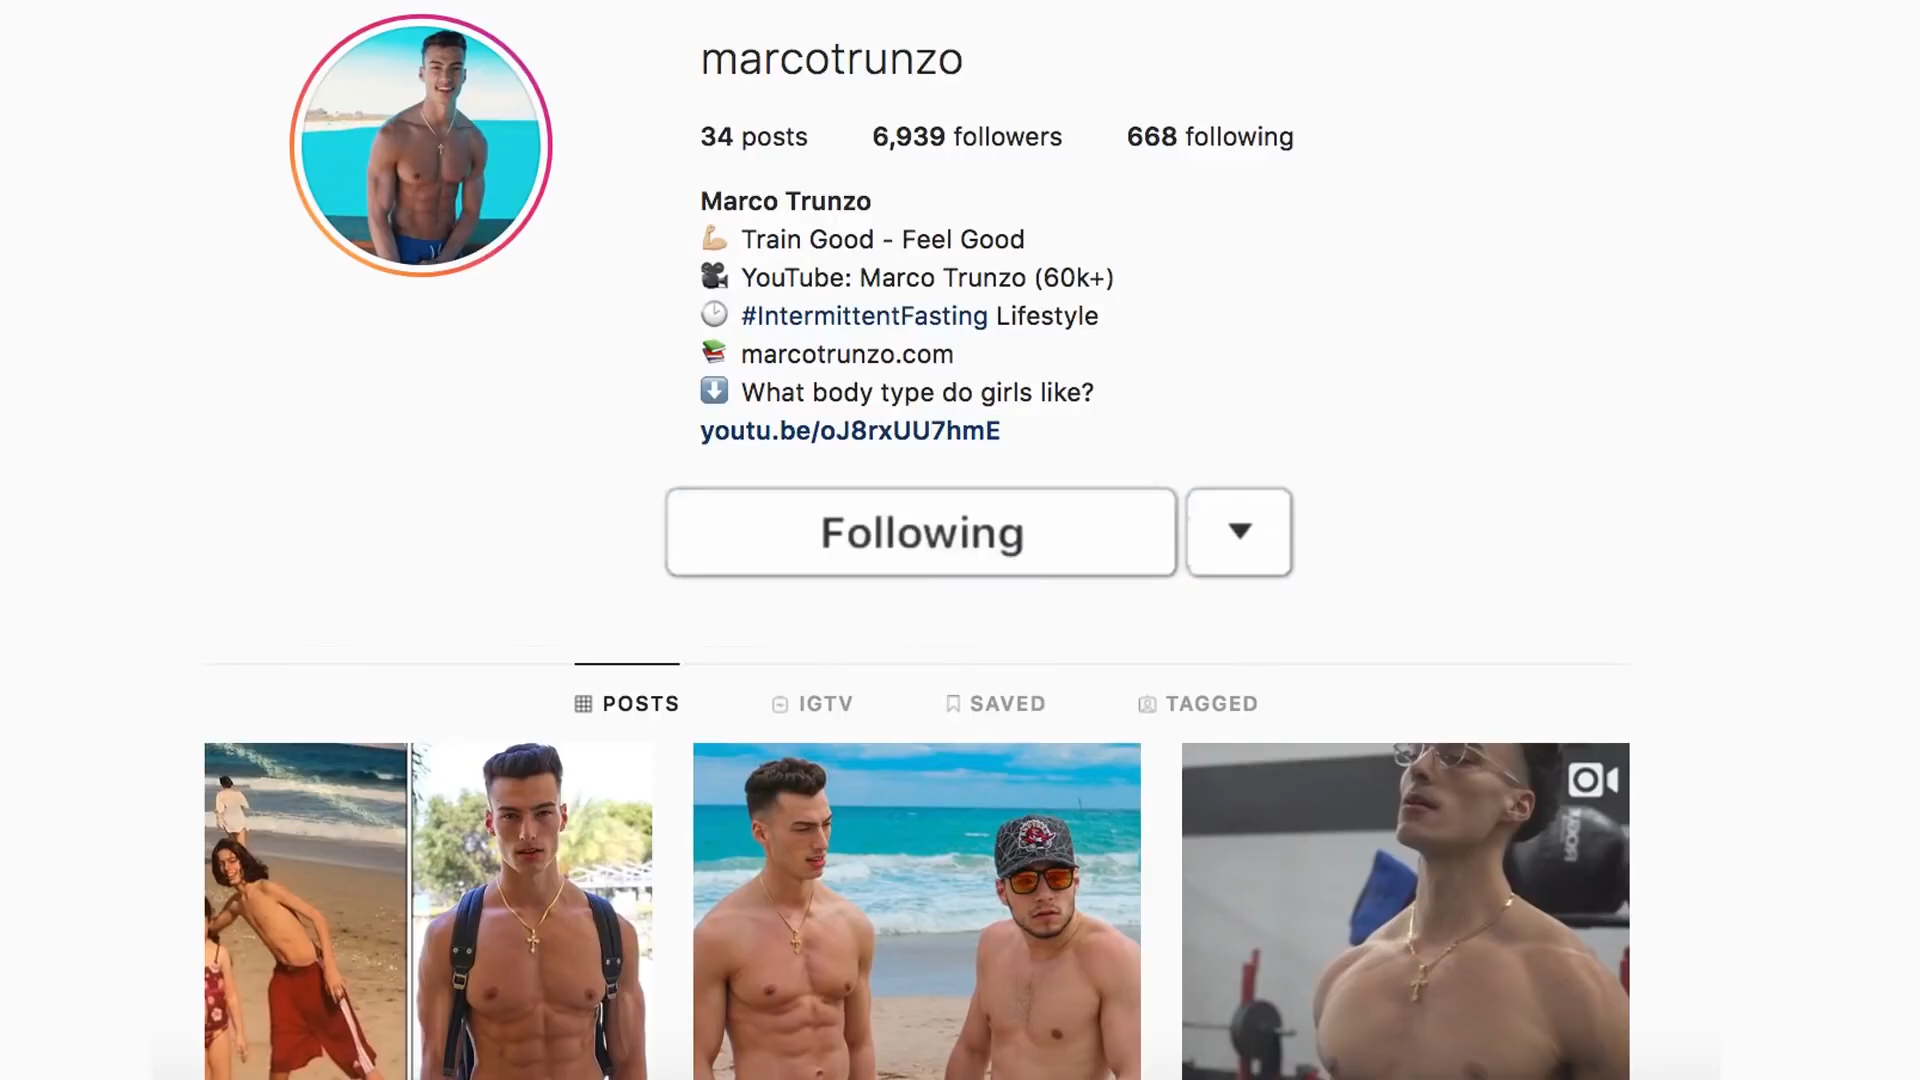 marcotrunzo
34 posts 6,939 followers 668 following
Marco Trunzo
💪🏼 Train Good - Feel Good
🎥 YouTube: Marco Trunzo (60k+)
🕑 #IntermittentFasting Lifestyle
📚 marcotrunzo.com
⬇️ What body type do girls like?
youtu.be/oJ8rxUU7hmE
Following
POSTS IGTV SAVED TAGGED